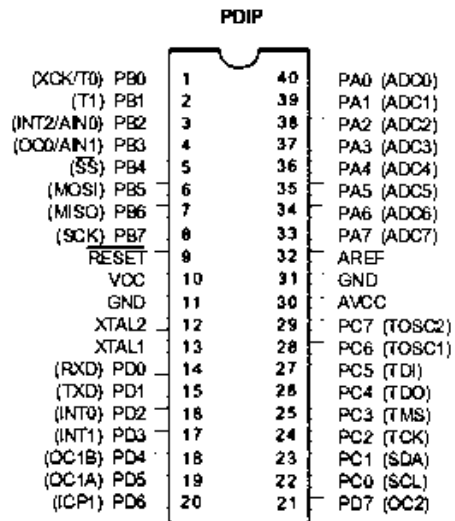 PDIP
(XCK/T0) PB0 1 40 PA0 (ADC0)
(T1) PB1 2 39 PA1 (ADC1)
(INT2/AIN0) PB2 3 38 PA2 (ADC2)
(OC0/AIN1) PB3 4 37 PA3 (ADC3)
(SS) PB4 5 36 PA4 (ADC4)
(MOSI) PB5 6 35 PA5 (ADC5)
(MISO) PB6 7 34 PA6 (ADC6)
(SCK) PB7 8 33 PA7 (ADC7)
RESET 9 32 AREF
VCC 10 31 GND
GND 11 30 AVCC
XTAL2 12 29 PC7 (TOSC2)
XTAL1 13 28 PC6 (TOSC1)
(RXD) PD0 14 27 PC5 (TDI)
(TXD) PD1 15 26 PC4 (TDO)
(INT0) PD2 16 25 PC3 (TMS)
(INT1) PD3 17 24 PC2 (TCK)
(OC1B) PD4 18 23 PC1 (SDA)
(OC1A) PD5 19 22 PC0 (SCL)
(ICP1) PD6 20 21 PD7 (OC2)